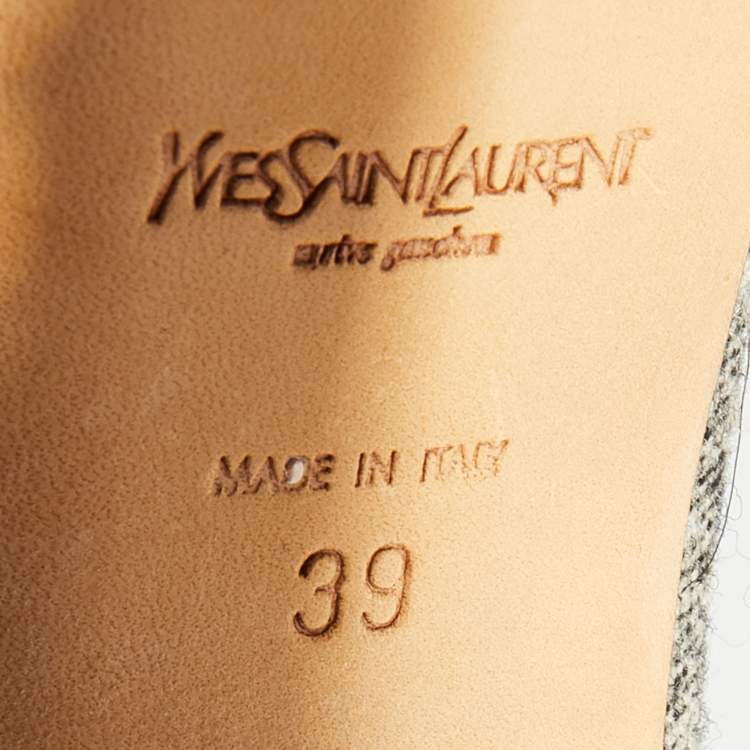 YVESSAINTLAURENT
rive gauche
MADE IN ITALY
39